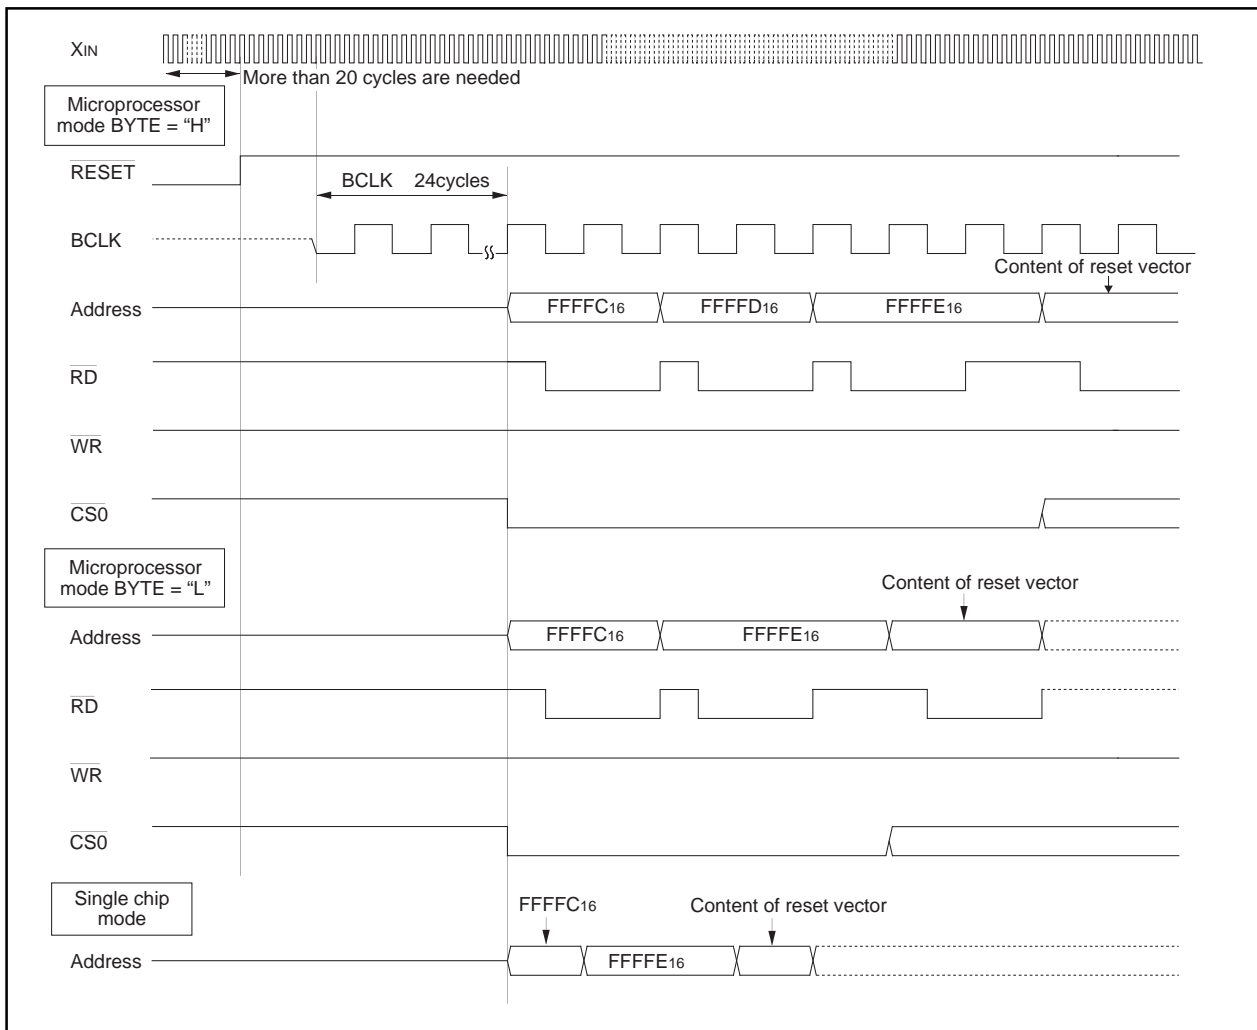 XIN
More than 20 cycles are needed
Microprocessor
mode BYTE = “H”
RESET
BCLK 24cycles
BCLK
Content of reset vector
Address FFFFC16 FFFFD16 FFFFE16
RD
WR
CS0
Microprocessor
mode BYTE = “L”
Content of reset vector
Address FFFFC16 FFFFE16
RD
WR
CS0
Single chip
mode
FFFFC16 Content of reset vector
Address FFFFE16